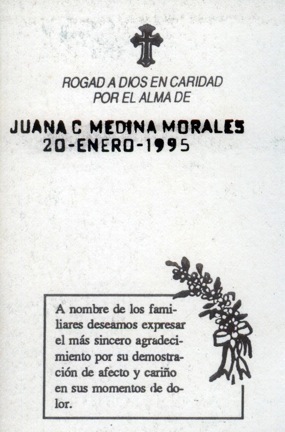 ROGAD A DIOS EN CARIDAD
POR EL ALMA DE
JUANA C MEDINA MORALES
20-ENERO-1995
A nombre de los fami-
liares deseamos expresar
el más sincero agradeci-
miento por su demostra-
ción de afecto y cariño
en sus momentos de do-
lor.